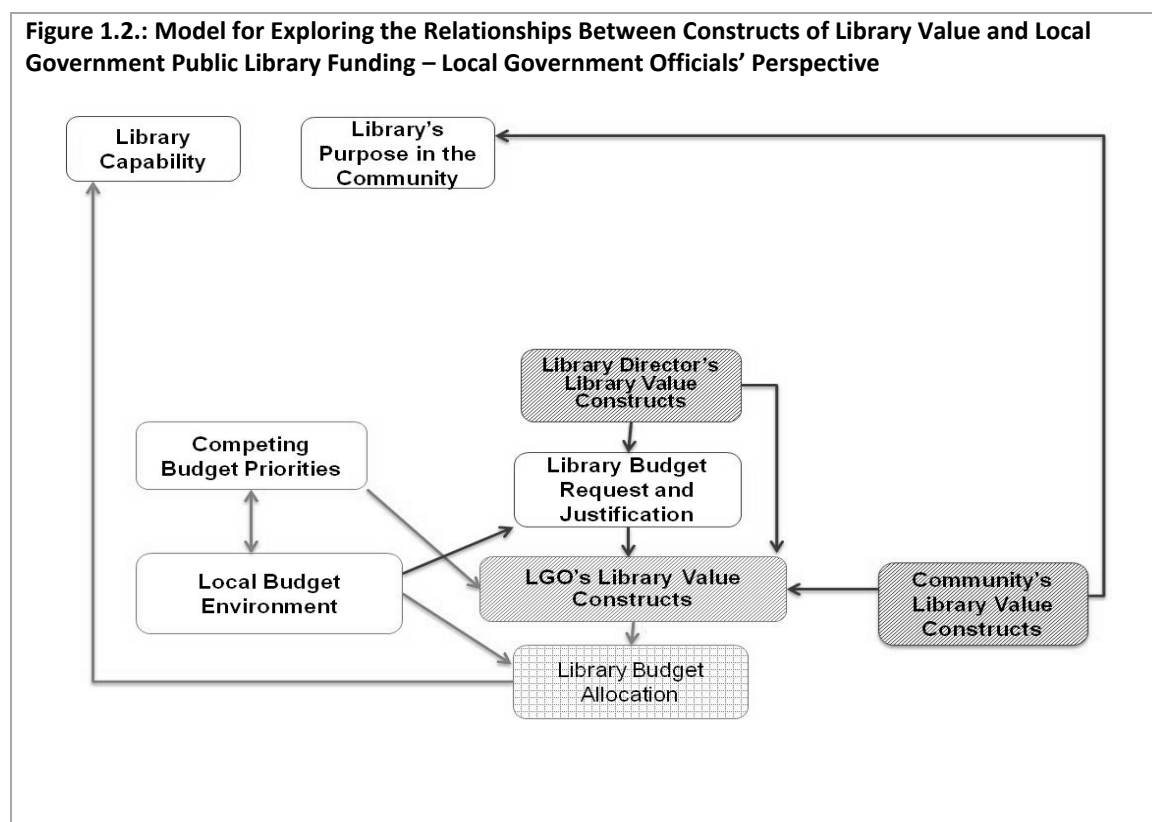 Figure 1.2.: Model for Exploring the Relationships Between Constructs of Library Value and Local
Government Public Library Funding – Local Government Officials’ Perspective
Library
Capability
Library's
Purpose in the
Community
Library Director's
Library Value
Constructs
Competing
Budget Priorities
Library Budget
Request and
Justification
Local Budget
Environment
LGO's Library Value
Constructs
Community's
Library Value
Constructs
Library Budget
Allocation